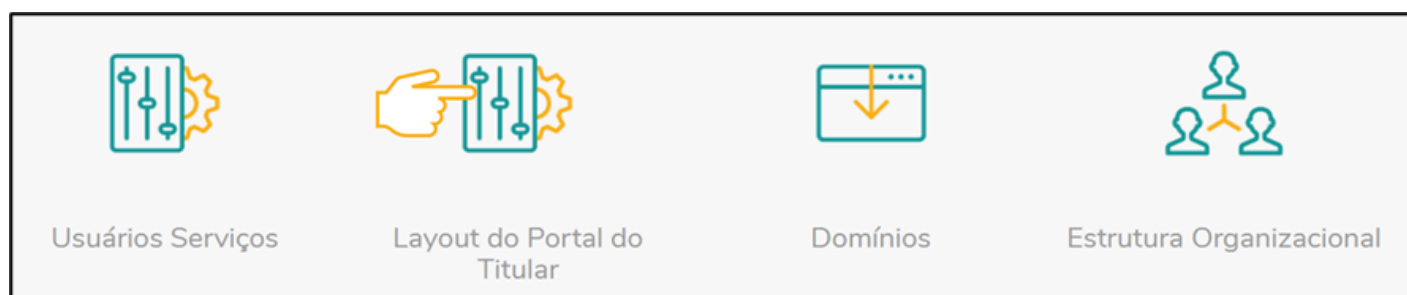 Usuários Serviços
Layout do Portal do
Titular
Domínios
Estrutura Organizacional